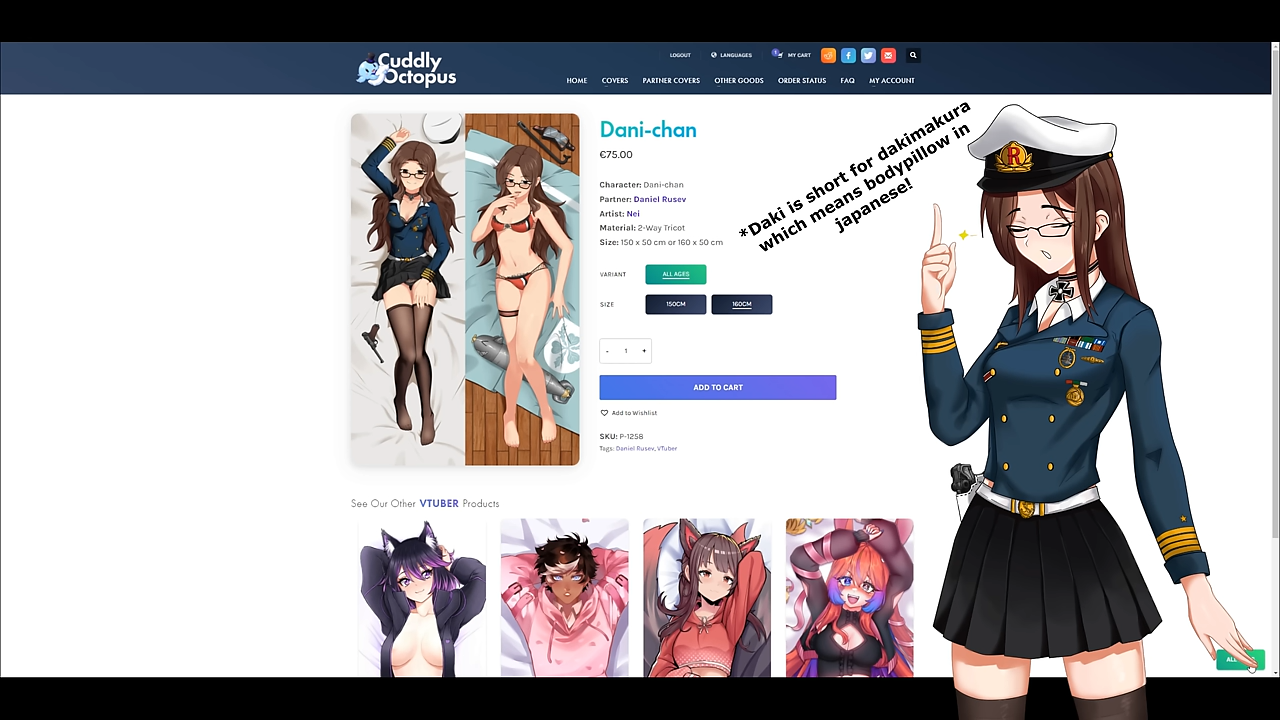 Cuddly
Octopus
LOGOUT
LANGUAGES
1
MY CART
HOME
COVERS
PARTNER COVERS
OTHER GOODS
ORDER STATUS
FAQ
MY ACCOUNT
Dani-chan
€75.00
Character: Dani-chan
Partner: Daniel Rusev
Artist: Nei
Material: 2-Way Tricot
Size: 150 x 50 cm or 160 x 50 cm
VARIANT
ALL AGES
SIZE
150CM
160CM
- 1 +
ADD TO CART
Add to Wishlist
SKU: P-1258
Tags: Daniel Rusev, VTuber
See Our Other VTUBER Products
*Daki is short for dakimakura
which means bodypillow in
japanese!
R